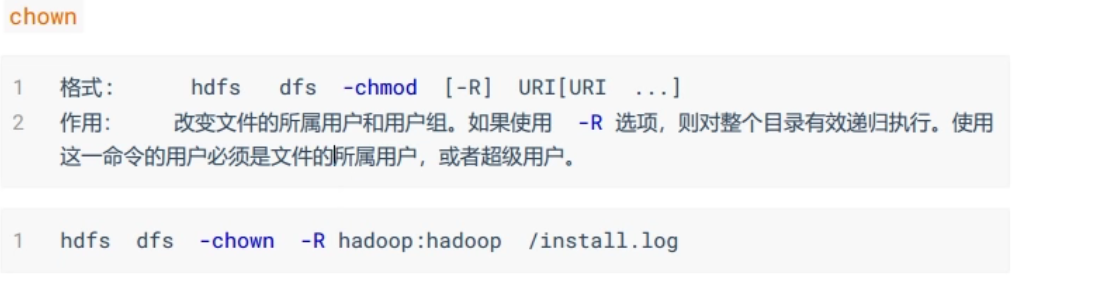 chown
1 格式: hdfs dfs -chmod [-R] URI[URI ...]
2 作用: 改变文件的所属用户和用户组。如果使用 -R 选项，则对整个目录有效递归执行。使用
这一命令的用户必须是文件的所属用户，或者超级用户。
1 hdfs dfs -chown -R hadoop:hadoop /install.log